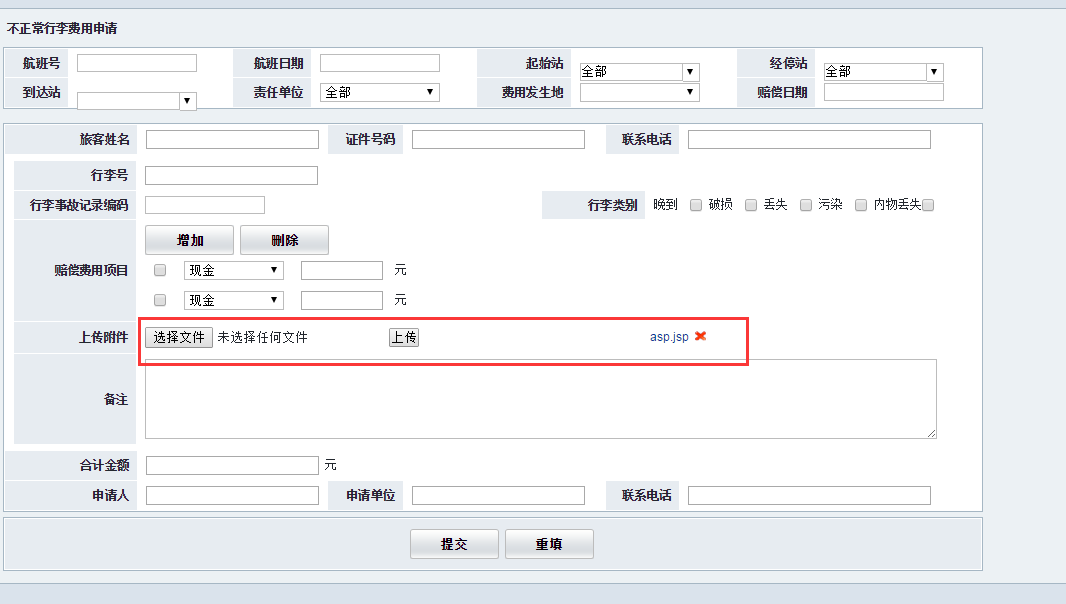 不正常行李费用申请
航班号 航班日期 起始站 全部 经停站 全部
到达站 责任单位 全部 费用发生地 赔偿日期
旅客姓名 证件号码 联系电话
行李号
行李事故记录编码 行李类别 晚到 破损 丢失 污染 内物丢失
增加 删除
赔偿费用项目 现金 元
现金 元
上传附件 选择文件 未选择任何文件 上传 asp.jsp
备注
合计金额 元
申请人 申请单位 联系电话
提交 重填